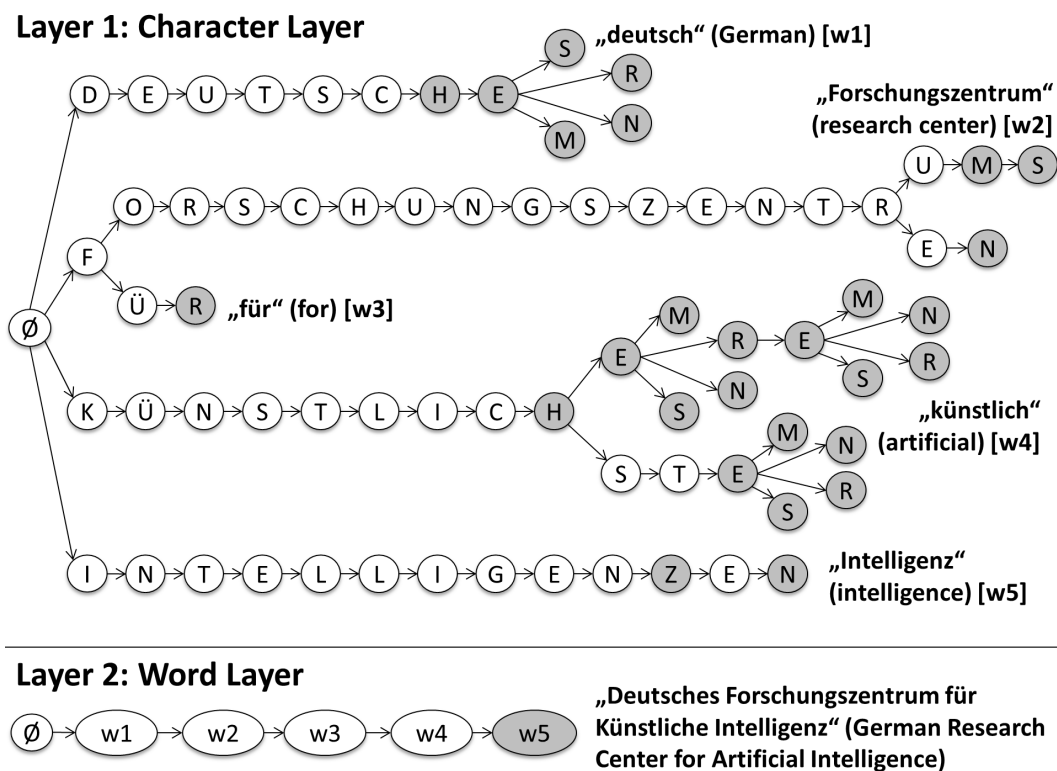 Layer 1: Character Layer
„deutsch“ (German) [w1]
S
R
D E U T S C H E
N
M
„Forschungszentrum“
(research center) [w2]
U M S
O R S C H U N G S Z E N T R
F
E N
Ü R
„für“ (for) [w3]
Ø
M
M
N
E
R E
R
N
S
S
K Ü N S T L I C H
„künstlich“
(artificial) [w4]
M
N
S T E
R
S
I N T E L L I G E N Z E N
„Intelligenz“
(intelligence) [w5]
Layer 2: Word Layer
Ø w1 w2 w3 w4 w5
„Deutsches Forschungszentrum für
Künstliche Intelligenz“ (German Research
Center for Artificial Intelligence)